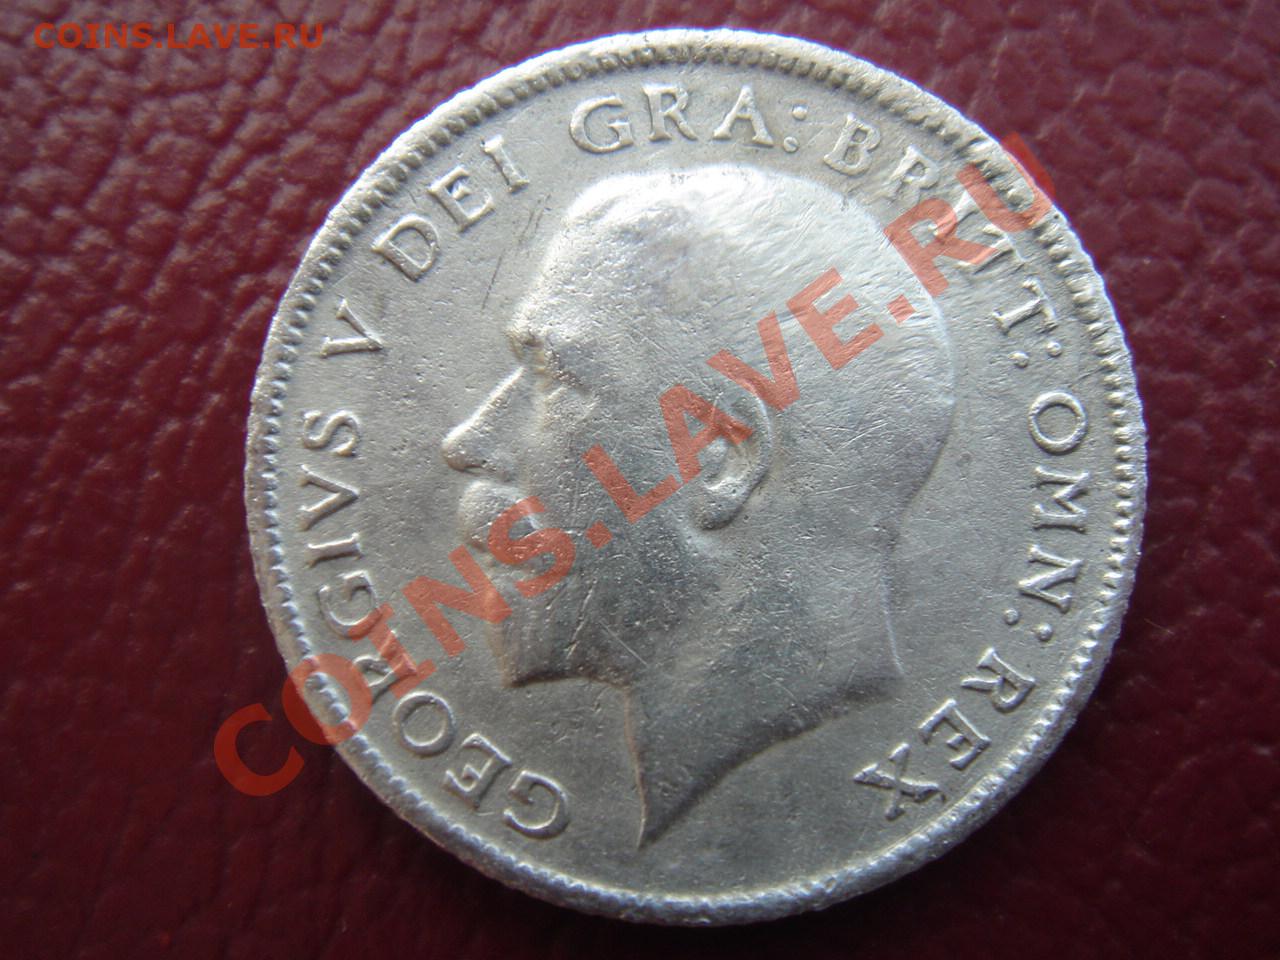 COINS.LAVE.RU
GEORGIVS V DEI GRA: BRITT: OMN: REX
COINS.LAVE.RU